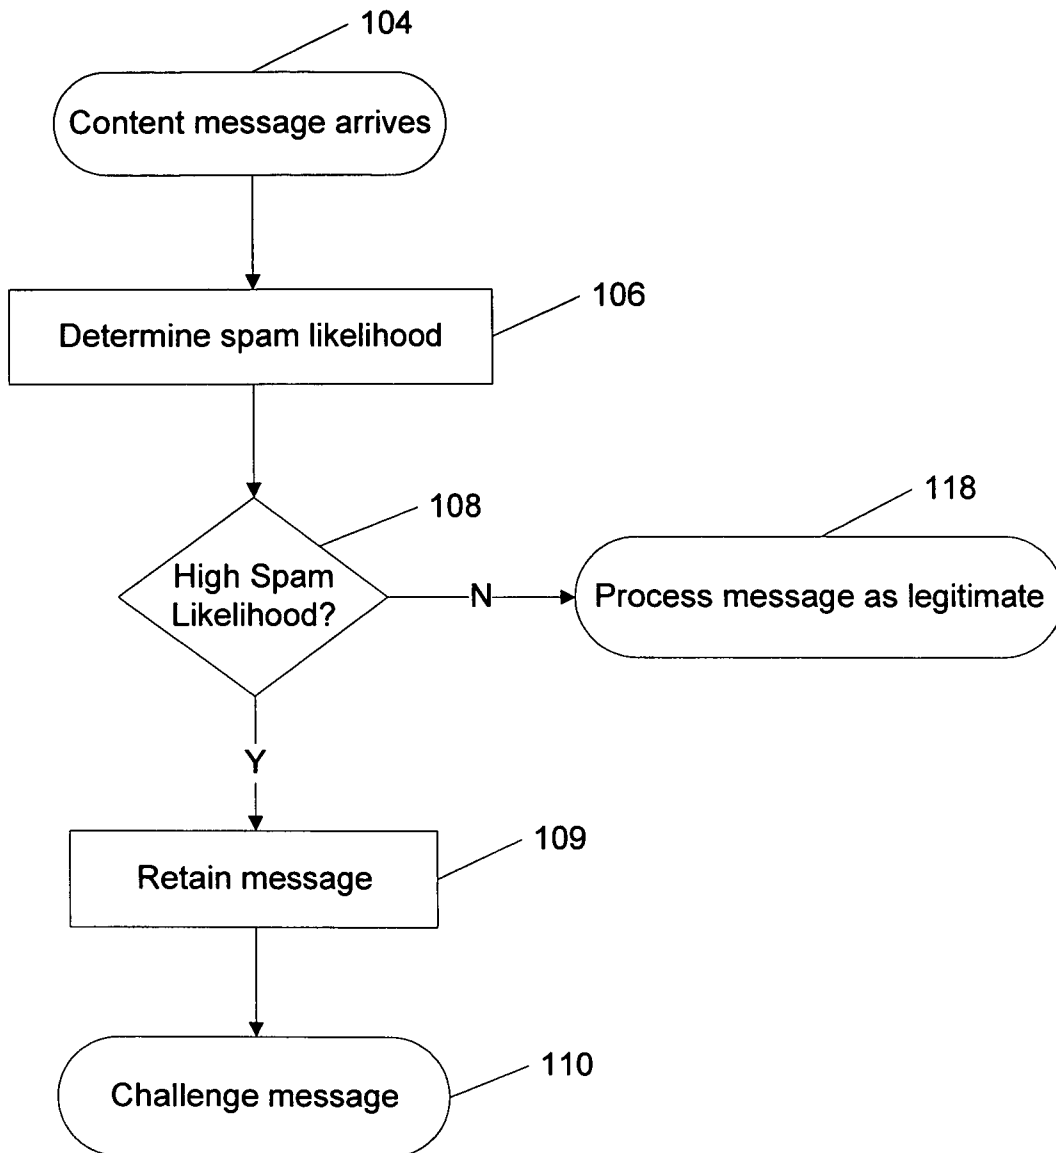 104
Content message arrives
106
Determine spam likelihood
108
118
High Spam
Likelihood?
N
Process message as legitimate
Y
109
Retain message
110
Challenge message